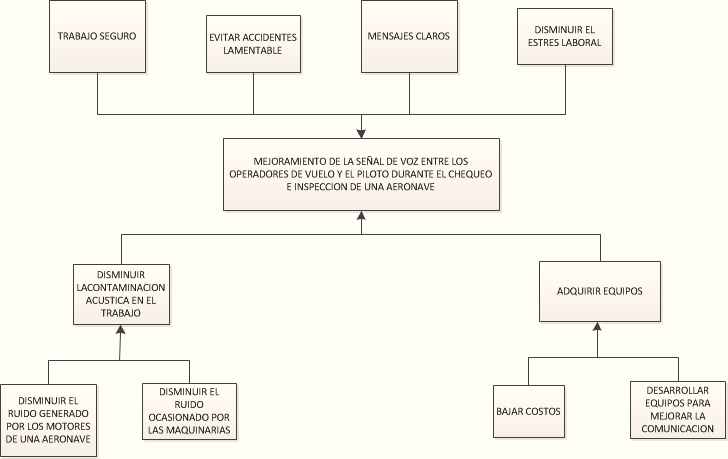 TRABAJO SEGURO
EVITAR ACCIDENTES
LAMENTABLE
MENSAJES CLAROS
DISMINUIR EL
ESTRES LABORAL
MEJORAMIENTO DE LA SEÑAL DE VOZ ENTRE LOS
OPERADORES DE VUELO Y EL PILOTO DURANTE EL CHEQUEO
E INSPECCION DE UNA AERONAVE
DISMINUIR
LACONTAMINACION
ACUSTICA EN EL
TRABAJO
ADQUIRIR EQUIPOS
DISMINUIR EL
RUIDO GENERADO
POR LOS MOTORES
DE UNA AERONAVE
DISMINUIR EL
RUIDO
OCASIONADO POR
LAS MAQUINARIAS
BAJAR COSTOS
DESARROLLAR
EQUIPOS PARA
MEJORAR LA
COMUNICACION